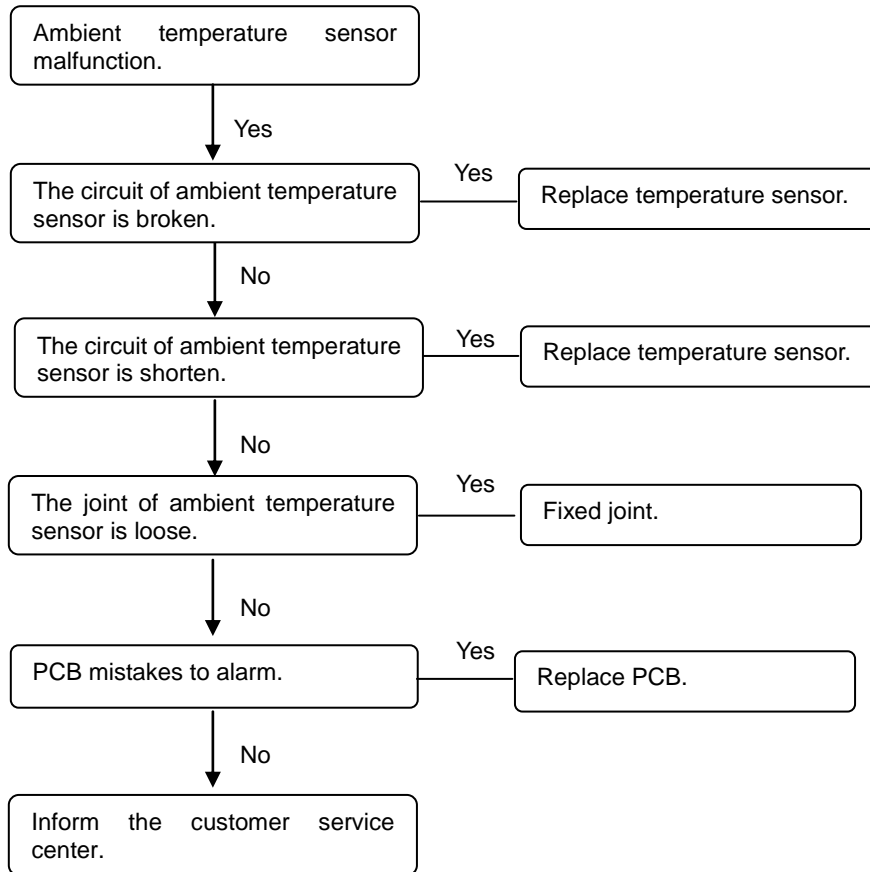 Ambient temperature sensor
malfunction.
Yes
The circuit of ambient temperature
sensor is broken.
Yes
Replace temperature sensor.
No
The circuit of ambient temperature
sensor is shorten.
Yes
Replace temperature sensor.
No
The joint of ambient temperature
sensor is loose.
Yes
Fixed joint.
No
PCB mistakes to alarm.
Yes
Replace PCB.
No
Inform the customer service
center.